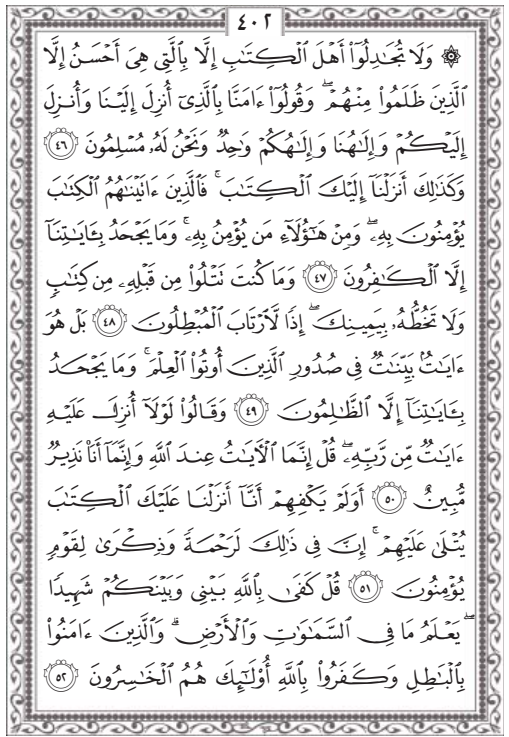 ٤٠٢
۞ وَلَا تُجَٰدِلُوٓا۟ أَهْلَ ٱلْكِتَٰبِ إِلَّا بِٱلَّتِى هِىَ أَحْسَنُ إِلَّا
ٱلَّذِينَ ظَلَمُوا۟ مِنْهُمْ ۖ وَقُولُوٓا۟ ءَامَنَّا بِٱلَّذِىٓ أُنزِلَ إِلَيْنَا وَأُنزِلَ
إِلَيْكُمْ وَإِلَٰهُنَا وَإِلَٰهُكُمْ وَٰحِدٌ وَنَحْنُ لَهُۥ مُسْلِمُونَ ٤٦
وَكَذَٰلِكَ أَنزَلْنَآ إِلَيْكَ ٱلْكِتَٰبَ ۚ فَٱلَّذِينَ ءَاتَيْنَٰهُمُ ٱلْكِتَٰبَ
يُؤْمِنُونَ بِهِۦ ۖ وَمِنْ هَٰٓؤُلَآءِ مَن يُؤْمِنُ بِهِۦ ۚ وَمَا يَجْحَدُ بِـَٔايَٰتِنَآ
إِلَّا ٱلْكَٰفِرُونَ ٤٧ وَمَا كُنتَ تَتْلُوا۟ مِن قَبْلِهِۦ مِن كِتَٰبٍ
وَلَا تَخُطُّهُۥ بِيَمِينِكَ ۖ إِذًا لَّٱرْتَابَ ٱلْمُبْطِلُونَ ٤٨ بَلْ هُوَ
ءَايَٰتٌۢ بَيِّنَٰتٌ فِى صُدُورِ ٱلَّذِينَ أُوتُوا۟ ٱلْعِلْمَ ۚ وَمَا يَجْحَدُ
بِـَٔايَٰتِنَآ إِلَّا ٱلظَّٰلِمُونَ ٤٩ وَقَالُوا۟ لَوْلَآ أُنزِلَ عَلَيْهِ
ءَايَٰتٌ مِّن رَّبِّهِۦ ۖ قُلْ إِنَّمَا ٱلْءَايَٰتُ عِندَ ٱللَّهِ وَإِنَّمَآ أَنَا۠ نَذِيرٌ
مُّبِينٌ ٥٠ أَوَلَمْ يَكْفِهِمْ أَنَّآ أَنزَلْنَا عَلَيْكَ ٱلْكِتَٰبَ
يُتْلَىٰ عَلَيْهِمْ ۚ إِنَّ فِى ذَٰلِكَ لَرَحْمَةً وَذِكْرَىٰ لِقَوْمٍ
يُؤْمِنُونَ ٥١ قُلْ كَفَىٰ بِٱللَّهِ بَيْنِى وَبَيْنَكُمْ شَهِيدًا
ۖ يَعْلَمُ مَا فِى ٱلسَّمَٰوَٰتِ وَٱلْأَرْضِ ۗ وَٱلَّذِينَ ءَامَنُوا۟
بِٱلْبَٰطِلِ وَكَفَرُوا۟ بِٱللَّهِ أُو۟لَٰٓئِكَ هُمُ ٱلْخَٰسِرُونَ ٥٢